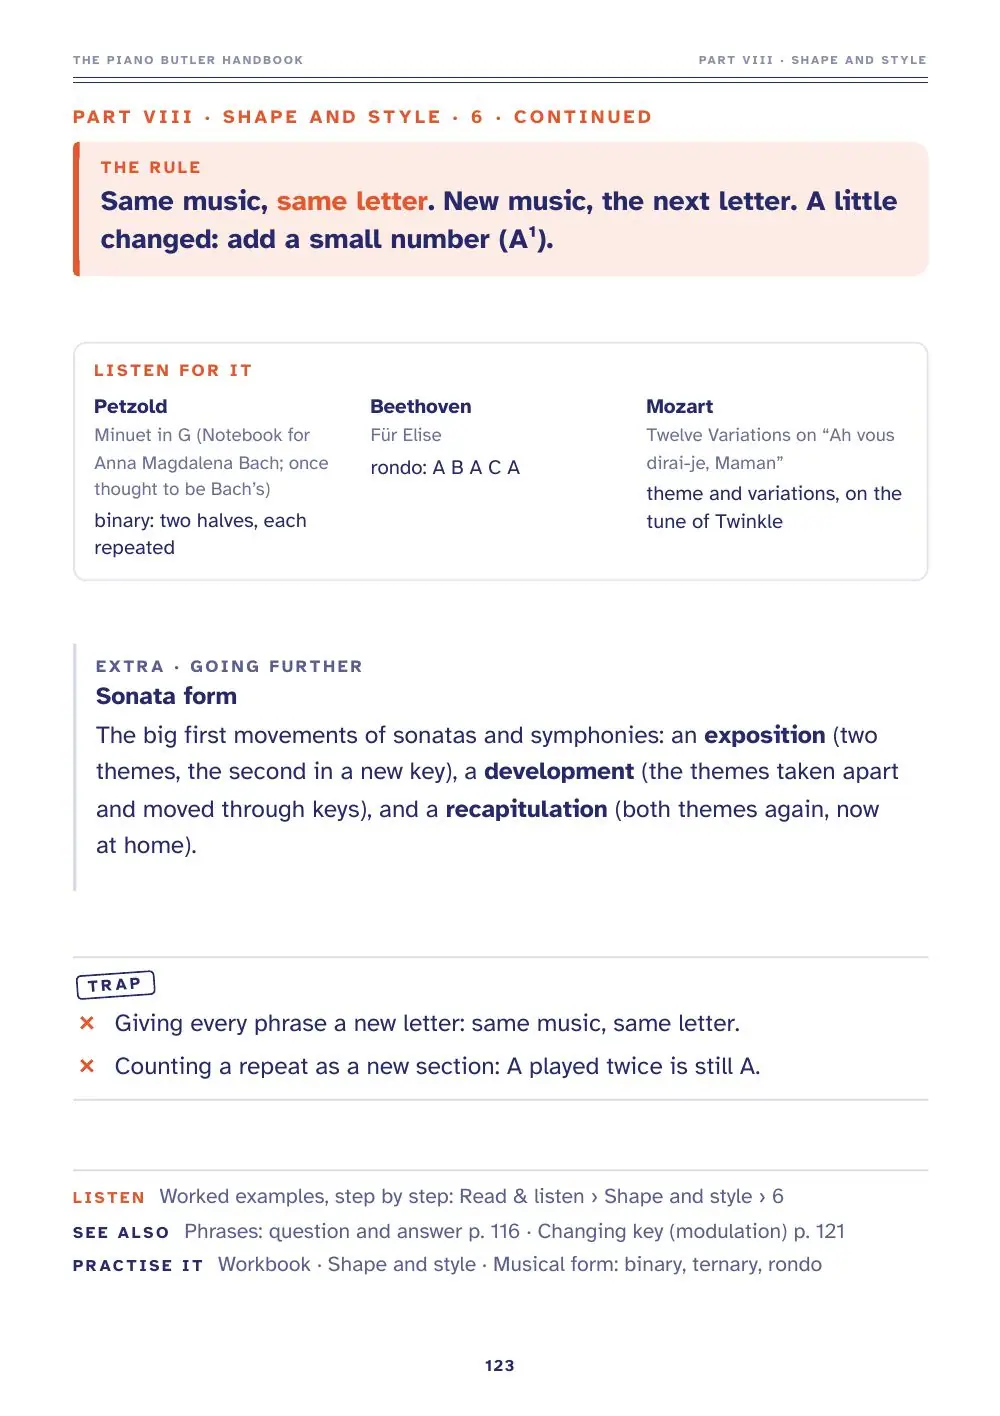 THE PIANO BUTLER HANDBOOK
PART VIII · SHAPE AND STYLE
PART VIII · SHAPE AND STYLE · 6 · CONTINUED
THE RULE
Same music, same letter. New music, the next letter. A little
changed: add a small number (A¹).
LISTEN FOR IT
Petzold
Minuet in G (Notebook for
Anna Magdalena Bach; once
thought to be Bach’s)
binary: two halves, each
repeated
Beethoven
Für Elise
rondo: A B A C A
Mozart
Twelve Variations on “Ah vous
dirai-je, Maman”
theme and variations, on the
tune of Twinkle
EXTRA · GOING FURTHER
Sonata form
The big first movements of sonatas and symphonies: an exposition (two
themes, the second in a new key), a development (the themes taken apart
and moved through keys), and a recapitulation (both themes again, now
at home).
TRAP
× Giving every phrase a new letter: same music, same letter.
× Counting a repeat as a new section: A played twice is still A.
LISTEN Worked examples, step by step: Read & listen › Shape and style › 6
SEE ALSO Phrases: question and answer p. 116 · Changing key (modulation) p. 121
PRACTISE IT Workbook · Shape and style · Musical form: binary, ternary, rondo
123